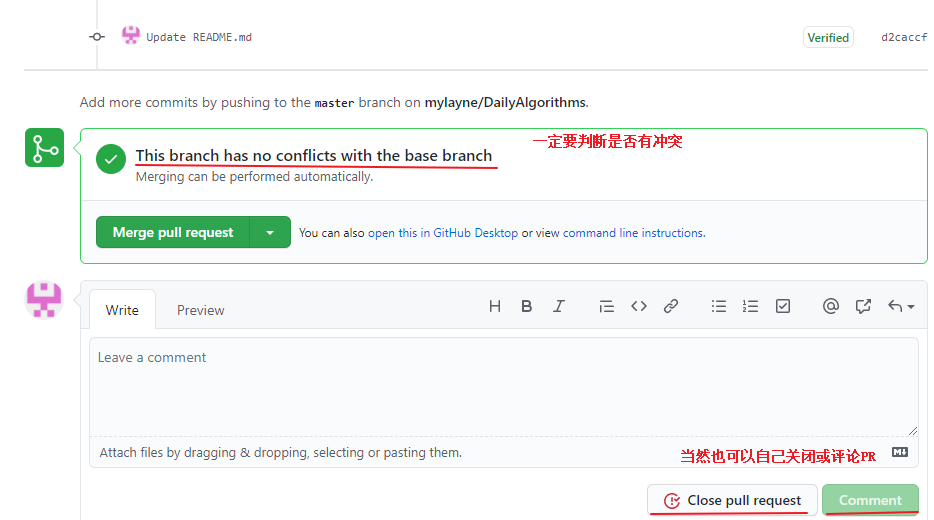 Update README.md
Verified
d2caccf
Add more commits by pushing to the master branch on mylayne/DailyAlgorithms.
一定要判断是否有冲突
This branch has no conflicts with the base branch
Merging can be performed automatically.
Merge pull request
You can also open this in GitHub Desktop or view command line instructions.
Write
Preview
Leave a comment
Attach files by dragging & dropping, selecting or pasting them.
当然也可以自己关闭或评论PR
Close pull request
Comment